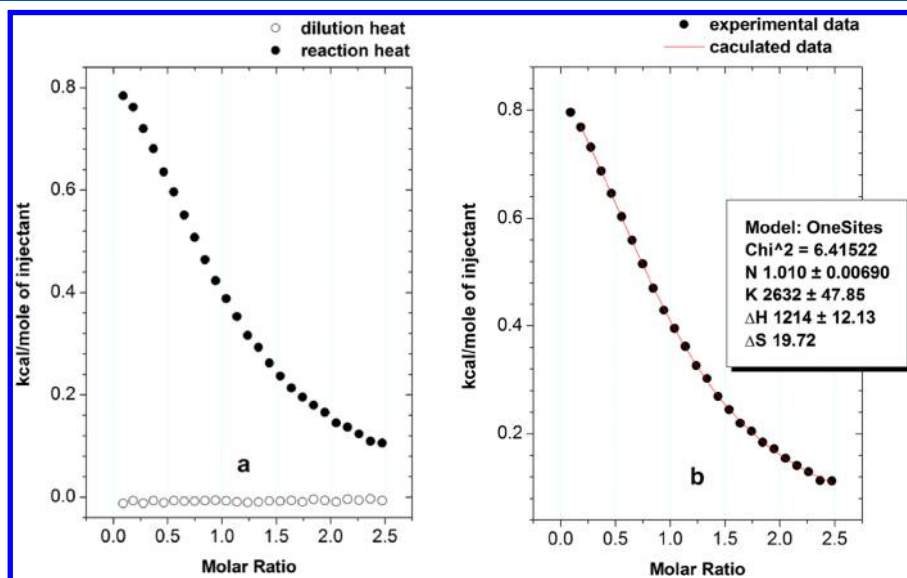 dilution heat
reaction heat
kcal/mole of injectant
0.8
0.6
0.4
0.2
0.0
a
0.0 0.5 1.0 1.5 2.0 2.5
Molar Ratio
experimental data
caculated data
kcal/mole of injectant
0.8
0.6
0.4
0.2
Model: OneSites
Chi^2 = 6.41522
N 1.010 ± 0.00690
K 2632 ± 47.85
ΔH 1214 ± 12.13
ΔS 19.72
b
0.0 0.5 1.0 1.5 2.0 2.5
Molar Ratio